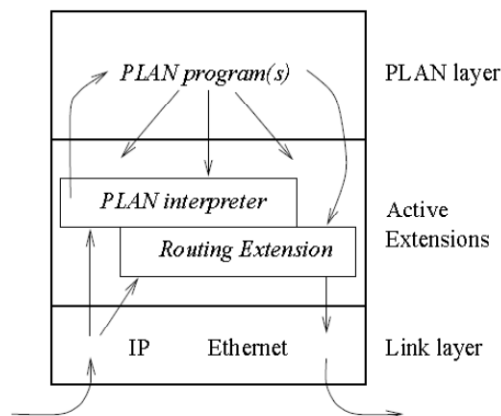 PLAN program(s)
PLAN layer
PLAN interpreter
Routing Extension
Active
Extensions
IP Ethernet
Link layer